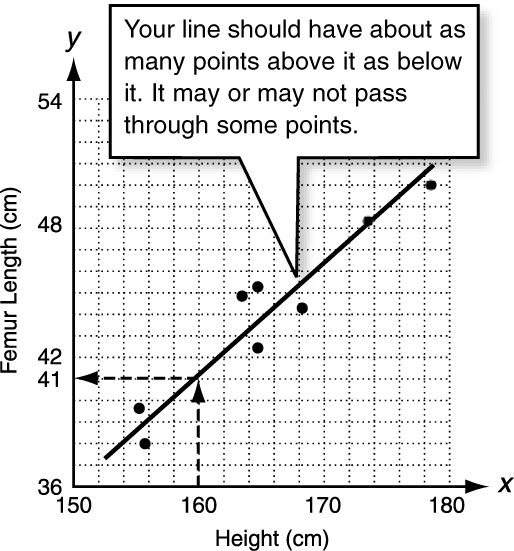 Your line should have about as
many points above it as below
it. It may or may not pass
through some points.
y
54
48
42
41
36
Femur Length (cm)
150
160
170
180
x
Height (cm)